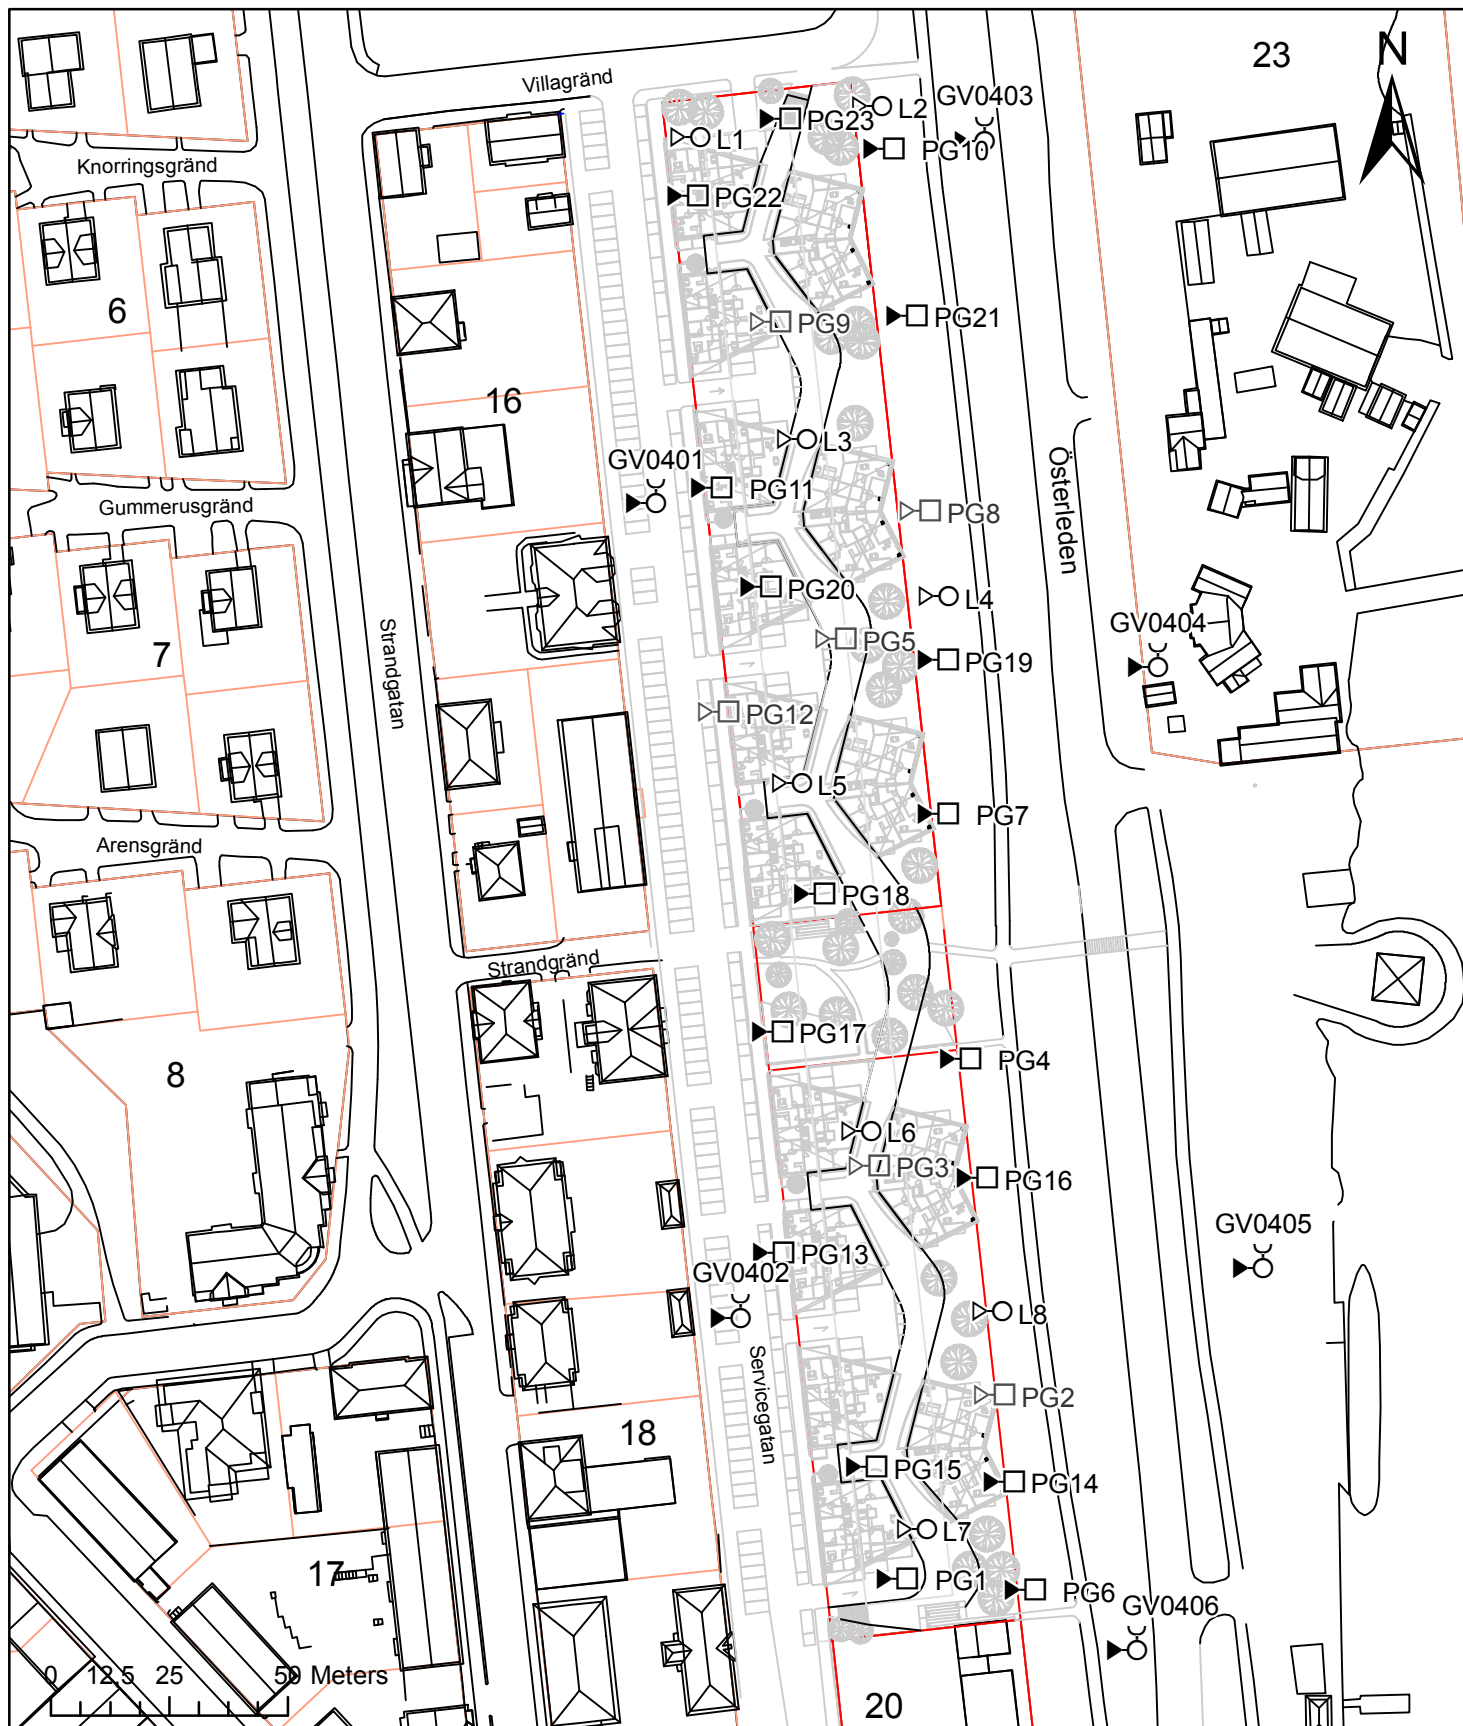 23
N
Villagränd
L2
GV0403
PG23
L1
PG10
Knorringsgränd
PG22
6
PG21
PG9
16
L3
GV0401
PG11
Österleden
Gummerusgränd
PG8
PG20
L4
GV0404
PG5
7
Strandgatan
PG19
PG12
L5
PG7
Arensgränd
PG18
Strandgränd
PG17
PG4
8
L6
PG3
PG16
GV0405
PG13
GV0402
L8
Servicegatan
PG2
18
PG15
PG14
L7
17
PG1
PG6
GV0406
0 12,5 25 50 Meters
20